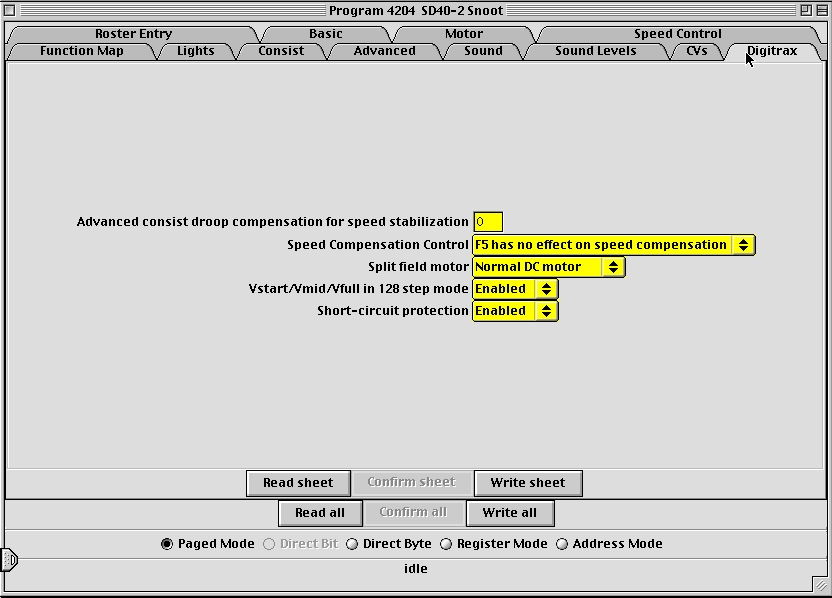 Program 4204 SD40-2 Snoot
Roster Entry Basic Motor Speed Control
Function Map Lights Consist Advanced Sound Sound Levels CVs Digitrax
Advanced consist droop compensation for speed stabilization 0
Speed Compensation Control F5 has no effect on speed compensation
Split field motor Normal DC motor
Vstart/Vmid/Vfull in 128 step mode Enabled
Short-circuit protection Enabled
Read sheet Confirm sheet Write sheet
Read all Confirm all Write all
Paged Mode Direct Bit Direct Byte Register Mode Address Mode
idle